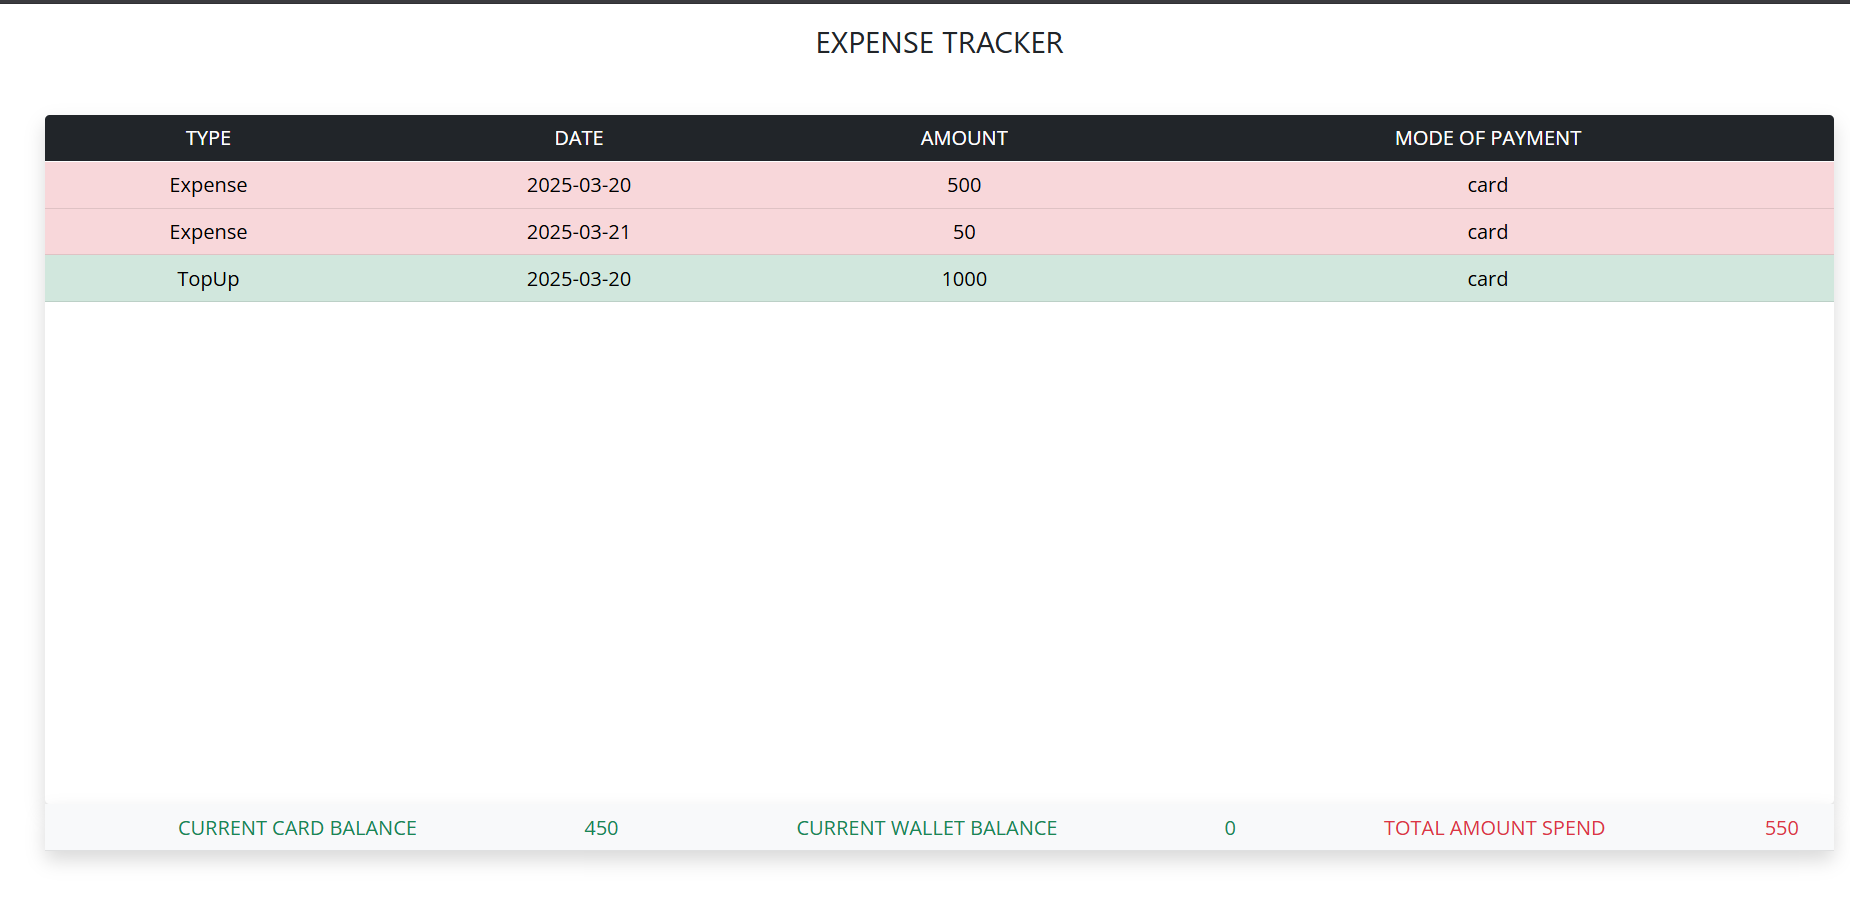 EXPENSE TRACKER
TYPE DATE AMOUNT MODE OF PAYMENT
Expense 2025-03-20 500 card
Expense 2025-03-21 50 card
TopUp 2025-03-20 1000 card
CURRENT CARD BALANCE 450 CURRENT WALLET BALANCE 0 TOTAL AMOUNT SPEND 550